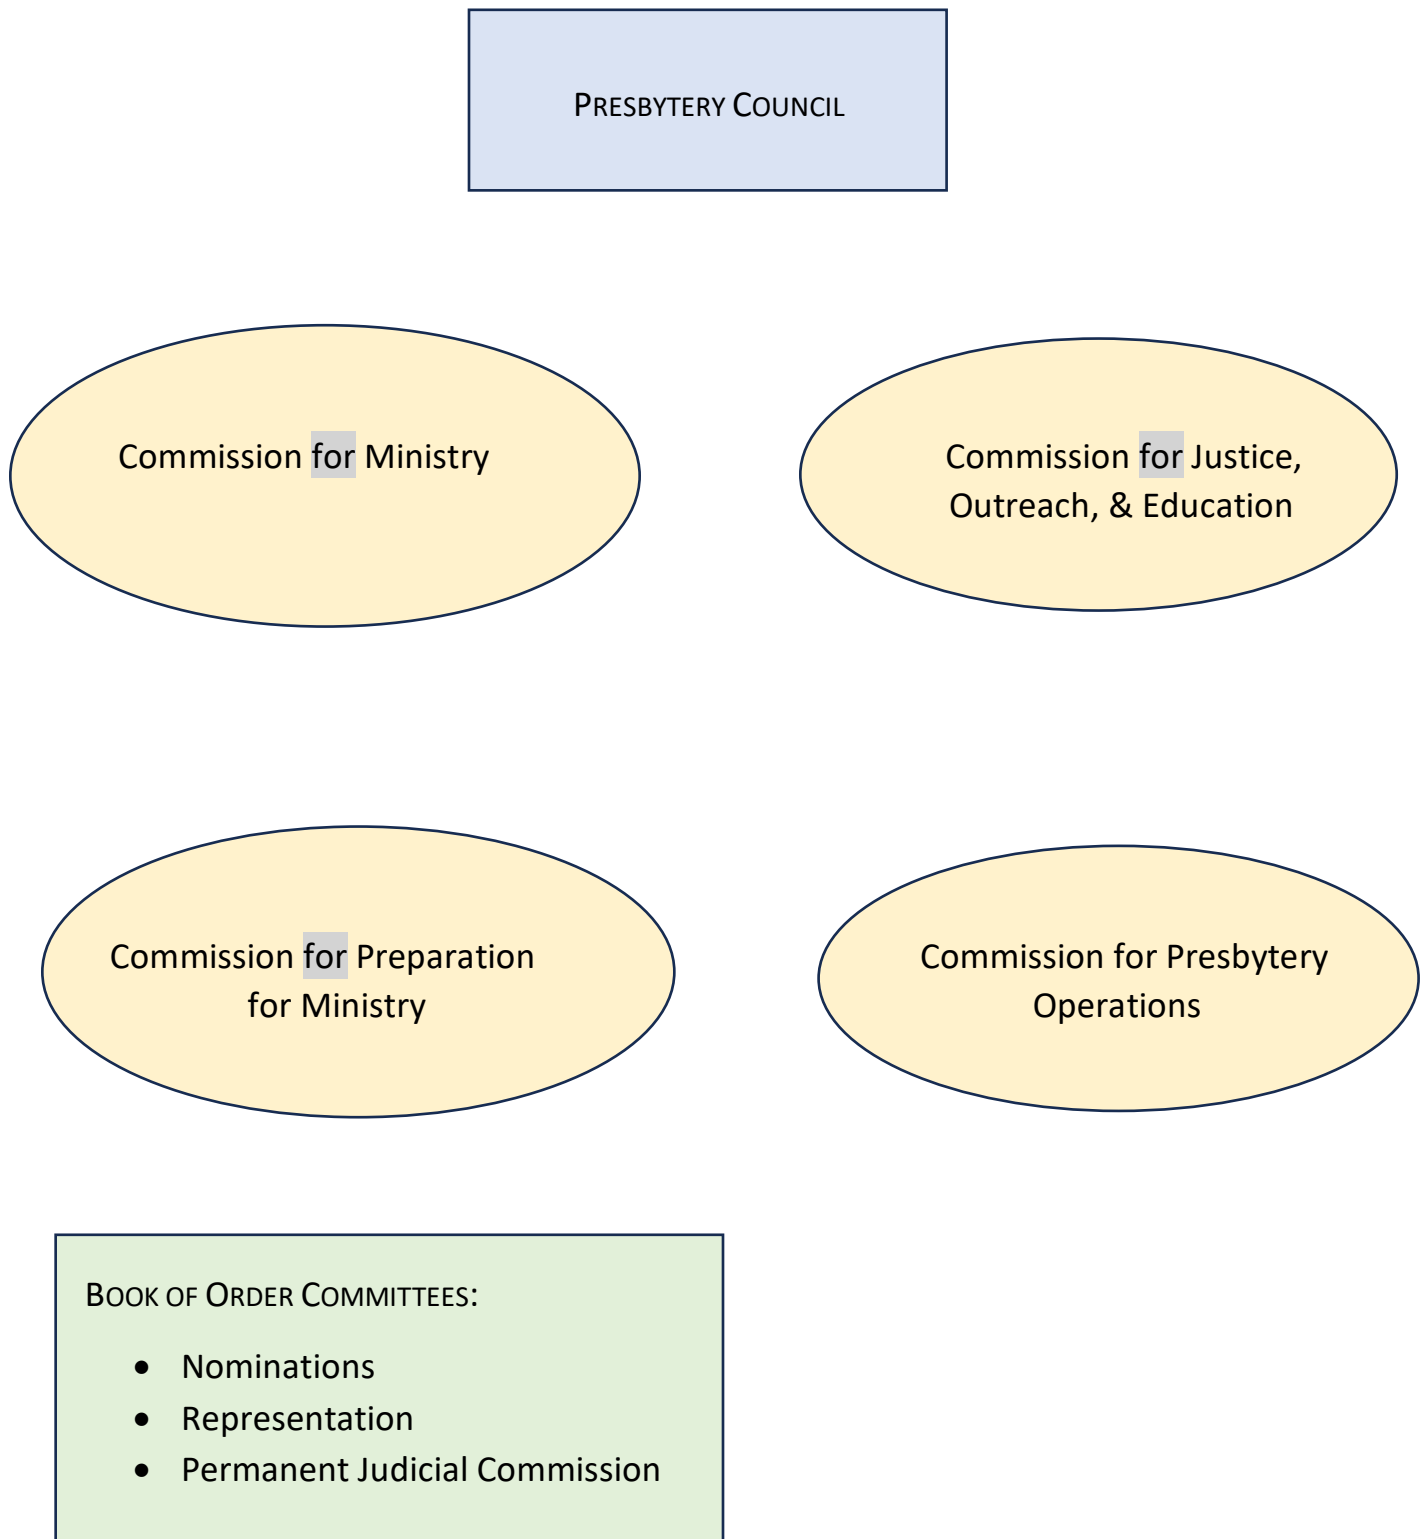 PRESBYTERY COUNCIL
Commission for Ministry
Commission for Justice,
Outreach, & Education
Commission for Preparation
for Ministry
Commission for Presbytery
Operations
BOOK OF ORDER COMMITTEES:
• Nominations
• Representation
• Permanent Judicial Commission